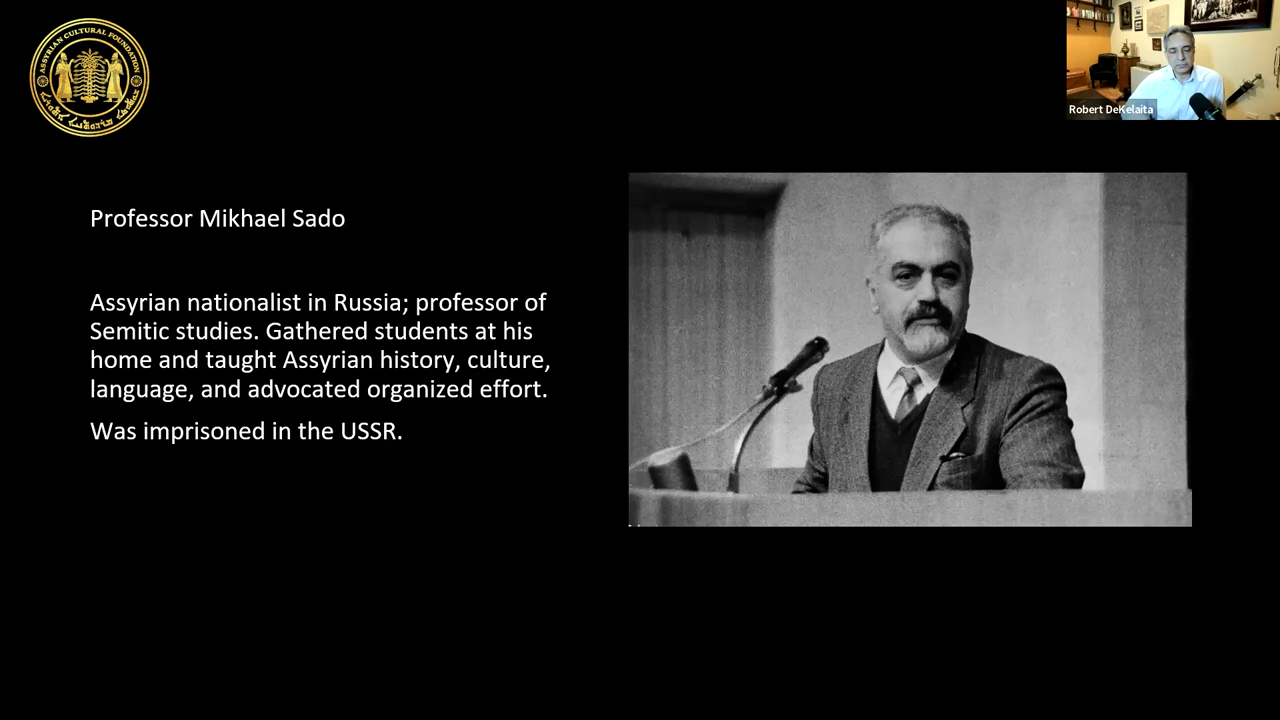 ASSYRIAN CULTURAL FOUNDATION
Robert DeKelaita
Professor Mikhael Sado
Assyrian nationalist in Russia; professor of
Semitic studies. Gathered students at his
home and taught Assyrian history, culture,
language, and advocated organized effort.
Was imprisoned in the USSR.